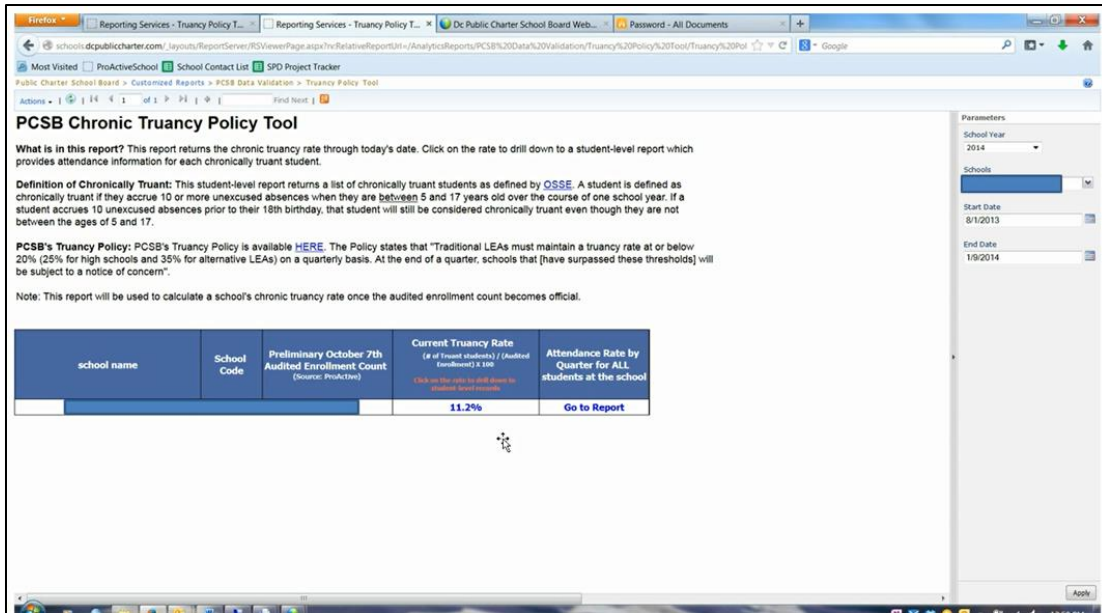 Firefox
Reporting Services - Truancy Policy T...
Reporting Services - Truancy Policy T...
Dc Public Charter School Board Web...
Password - All Documents
schools.dcpubliccharter.com/_layouts/ReportServer/RSViewerPage.aspx?rv:RelativeReportUrl=/AnalyticsReports/PCSB%20Data%20Validation/Truancy%20Policy%20Tool/Truancy%20Pol
Google
Most Visited ProActiveSchool School Contact List SPD Project Tracker
Public Charter School Board > Customized Reports > PCSB Data Validation > Truancy Policy Tool
Actions 1 of 1 Find Next
PCSB Chronic Truancy Policy Tool
What is in this report? This report returns the chronic truancy rate through today's date. Click on the rate to drill down to a student-level report which
provides attendance information for each chronically truant student.
Definition of Chronically Truant: This student-level report returns a list of chronically truant students as defined by OSSE. A student is defined as
chronically truant if they accrue 10 or more unexcused absences when they are between 5 and 17 years old over the course of one school year. If a
student accrues 10 unexcused absences prior to their 18th birthday, that student will still be considered chronically truant even though they are not
between the ages of 5 and 17.
PCSB's Truancy Policy: PCSB's Truancy Policy is available HERE. The Policy states that "Traditional LEAs must maintain a truancy rate at or below
20% (25% for high schools and 35% for alternative LEAs) on a quarterly basis. At the end of a quarter, schools that [have surpassed these thresholds] will
be subject to a notice of concern".
Note: This report will be used to calculate a school's chronic truancy rate once the audited enrollment count becomes official.
school name
School
Code
Preliminary October 7th
Audited Enrollment Count
(Source: ProActive)
Current Truancy Rate
(# of Truant students) / (Audited
Enrollment) X 100
Click on the rate to drill down to
student-level records
Attendance Rate by
Quarter for ALL
students at the school
11.2%
Go to Report
Parameters
School Year
2014
Schools
Start Date
8/1/2013
End Date
1/9/2014
Apply